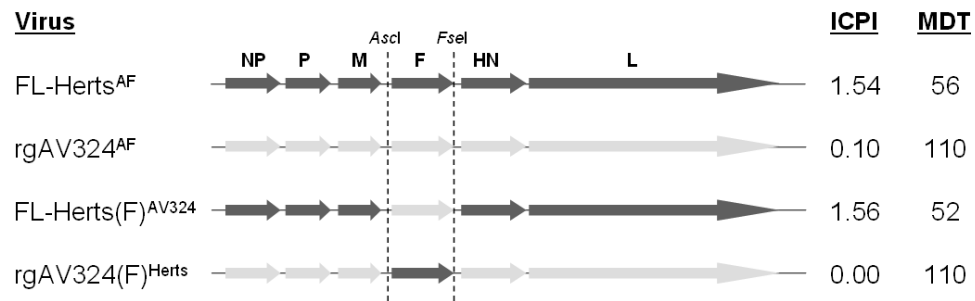 Virus ICPI MDT
AscI FseI
NP P M F HN L
FL-Herts^AF 1.54 56
rgAV324^AF 0.10 110
FL-Herts(F)^AV324 1.56 52
rgAV324(F)^Herts 0.00 110